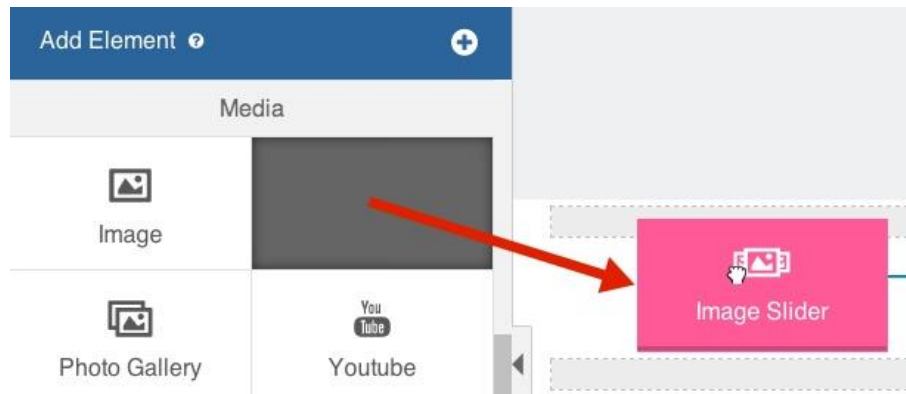 Add Element ?
Media
Image
Image Slider
Photo Gallery
You
Tube
Youtube